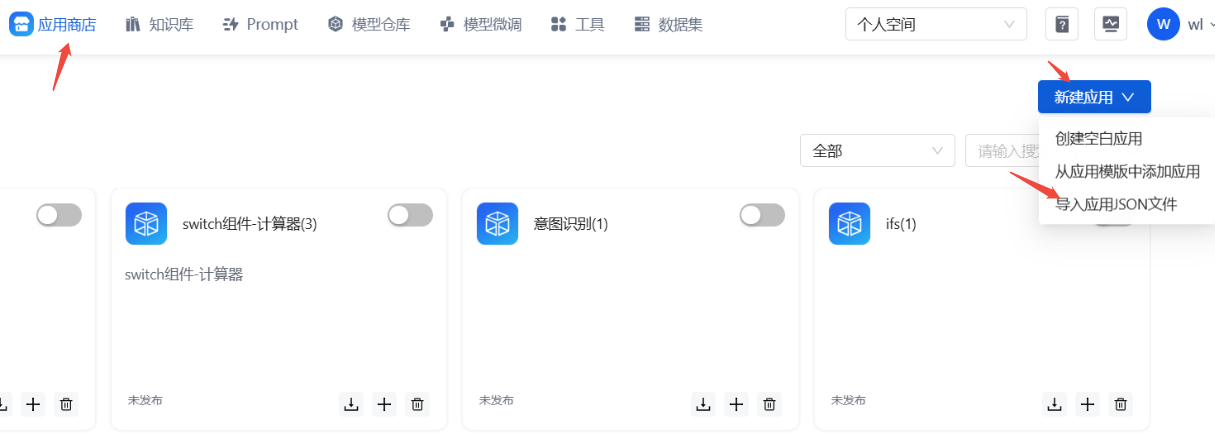 应用商店 知识库 Prompt 模型仓库 模型微调 工具 数据集 个人空间 W wl
新建应用
创建空白应用
全部 请输入搜
从应用模版中添加应用
导入应用JSON文件
switch组件-计算器(3) 意图识别(1) ifs(1)
switch组件-计算器
未发布 未发布 未发布